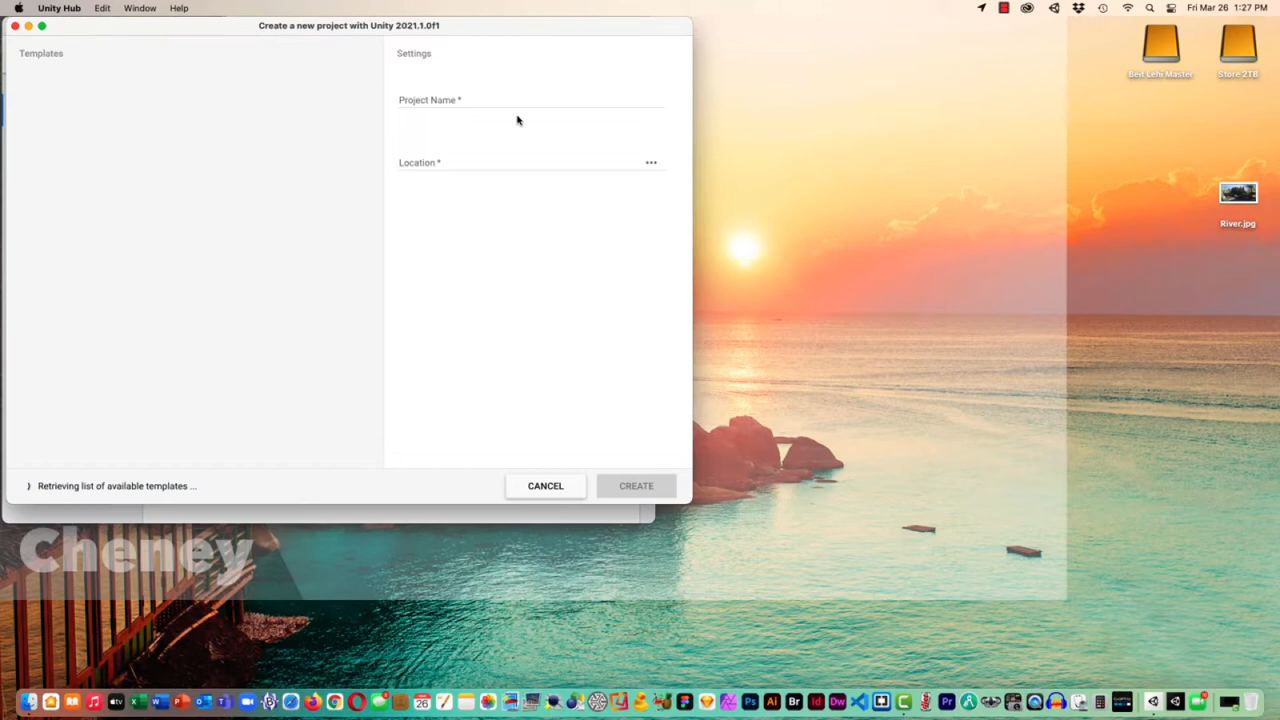 Unity Hub Edit Window Help
Fri Mar 26 1:27 PM
Create a new project with Unity 2021.1.0f1
Templates
Settings
Project Name *
Location *
Retrieving list of available templates ...
CANCEL
CREATE
Beit Lehi Master
Store 2TB
River.jpg
Cheney